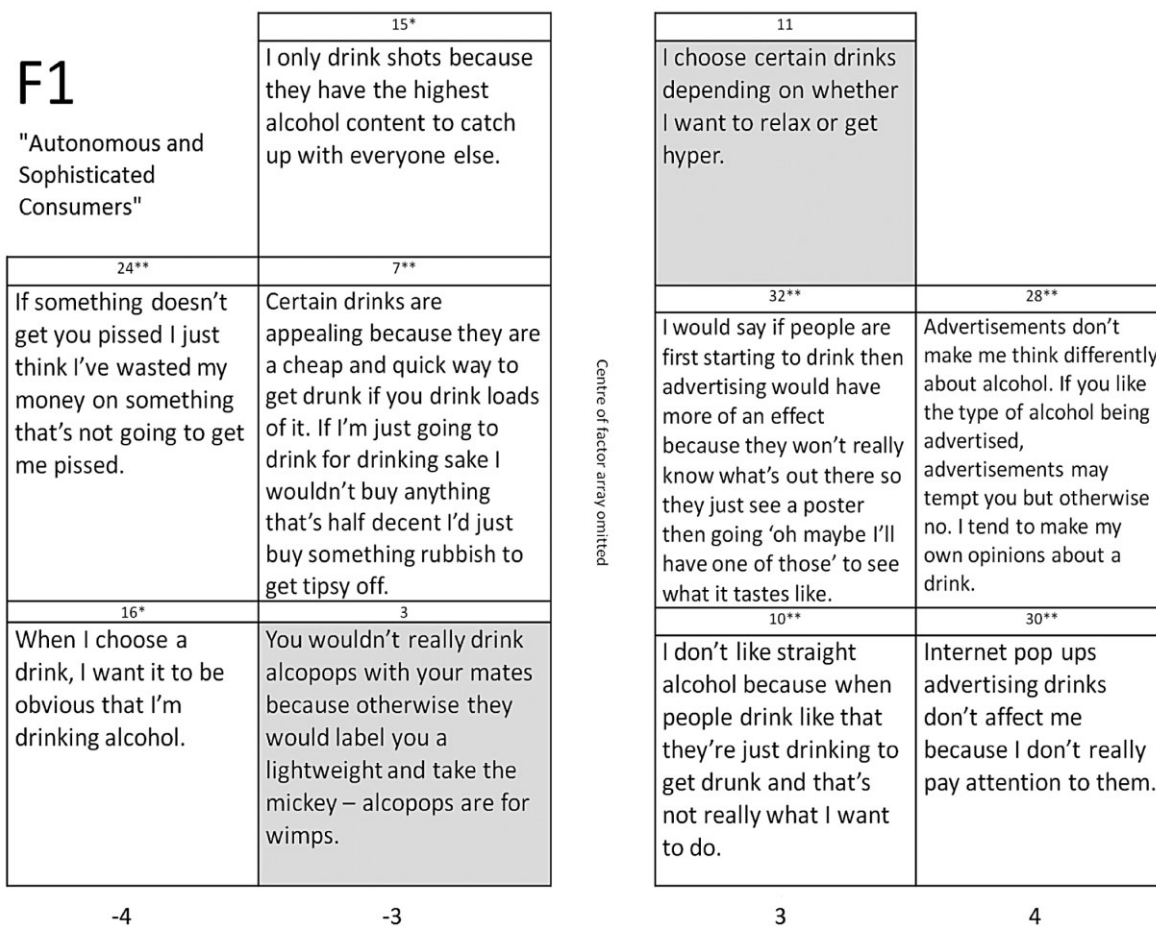 F1
"Autonomous and
Sophisticated
Consumers"
15*
I only drink shots because
they have the highest
alcohol content to catch
up with everyone else.
24**
If something doesn’t
get you pissed I just
think I’ve wasted my
money on something
that’s not going to get
me pissed.
7**
Certain drinks are
appealing because they are
a cheap and quick way to
get drunk if you drink loads
of it. If I’m just going to
drink for drinking sake I
wouldn’t buy anything
that’s half decent I’d just
buy something rubbish to
get tipsy off.
16*
When I choose a
drink, I want it to be
obvious that I’m
drinking alcohol.
3
You wouldn’t really drink
alcopops with your mates
because otherwise they
would label you a
lightweight and take the
mickey – alcopops are for
wimps.
-4
-3
Centre of factor array omitted
11
I choose certain drinks
depending on whether
I want to relax or get
hyper.
32**
I would say if people are
first starting to drink then
advertising would have
more of an effect
because they won’t really
know what’s out there so
they just see a poster
then going ‘oh maybe I’ll
have one of those’ to see
what it tastes like.
28**
Advertisements don’t
make me think differently
about alcohol. If you like
the type of alcohol being
advertised,
advertisements may
tempt you but otherwise
no. I tend to make my
own opinions about a
drink.
10**
I don’t like straight
alcohol because when
people drink like that
they’re just drinking to
get drunk and that’s
not really what I want
to do.
30**
Internet pop ups
advertising drinks
don’t affect me
because I don’t really
pay attention to them.
3
4